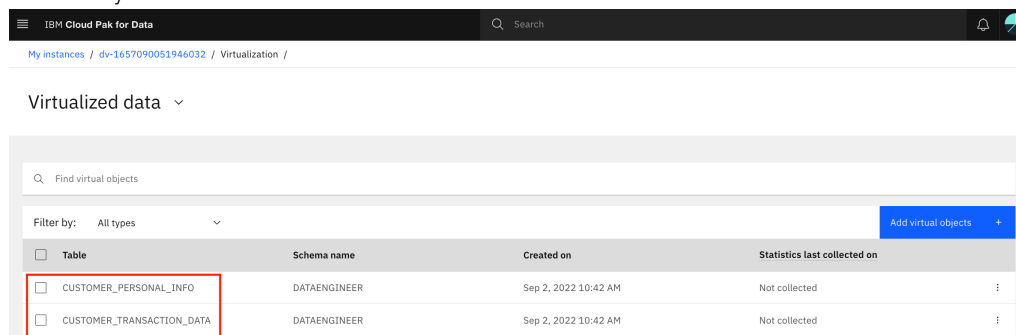 IBM Cloud Pak for Data Search
My instances / dv-1657090051946032 / Virtualization /
Virtualized data
Find virtual objects
Filter by: All types Add virtual objects +
Table Schema name Created on Statistics last collected on
CUSTOMER_PERSONAL_INFO DATAENGINEER Sep 2, 2022 10:42 AM Not collected
CUSTOMER_TRANSACTION_DATA DATAENGINEER Sep 2, 2022 10:42 AM Not collected